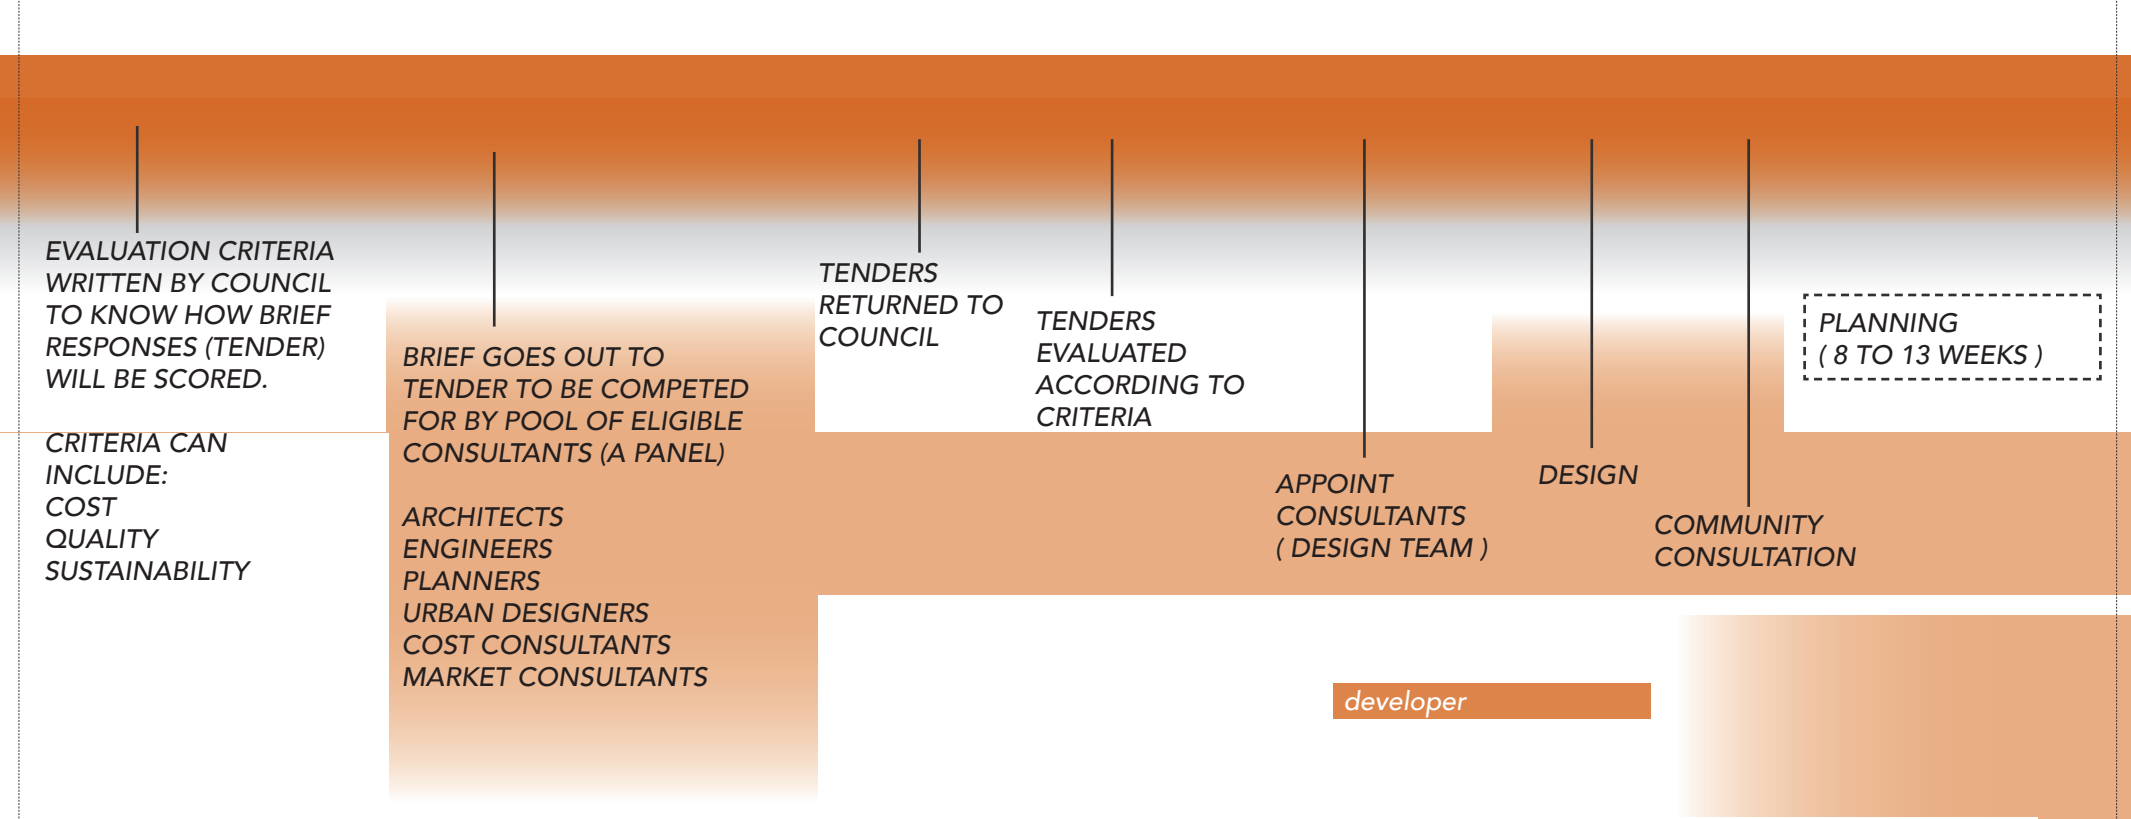 EVALUATION CRITERIA
WRITTEN BY COUNCIL
TO KNOW HOW BRIEF
RESPONSES (TENDER)
WILL BE SCORED.
CRITERIA CAN
INCLUDE:
COST
QUALITY
SUSTAINABILITY
BRIEF GOES OUT TO
TENDER TO BE COMPETED
FOR BY POOL OF ELIGIBLE
CONSULTANTS (A PANEL)
ARCHITECTS
ENGINEERS
PLANNERS
URBAN DESIGNERS
COST CONSULTANTS
MARKET CONSULTANTS
TENDERS
RETURNED TO
COUNCIL
TENDERS
EVALUATED
ACCORDING TO
CRITERIA
APPOINT
CONSULTANTS
( DESIGN TEAM )
DESIGN
COMMUNITY
CONSULTATION
PLANNING
( 8 TO 13 WEEKS )
developer